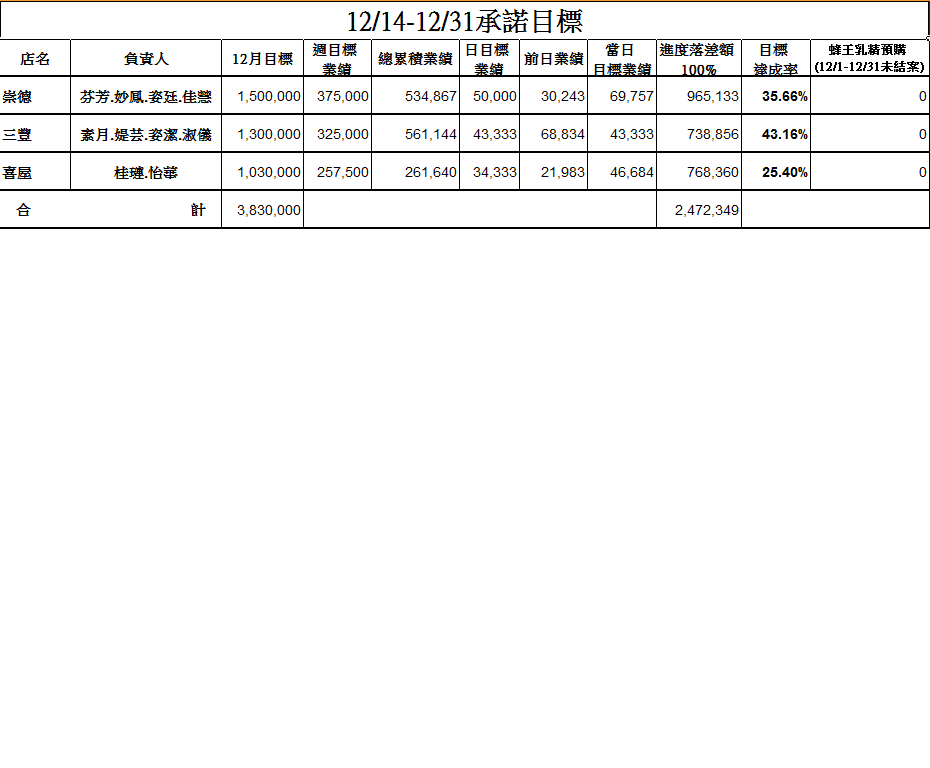 12/14-12/31承諾目標
店名 負責人 12月目標 週目標業績 總累積業績 日目標業績 前日業績 當日目標業績 進度落差額100% 目標達成率 蜂王乳精預購(12/1-12/31未結案)
崇德 芬芳.妙鳳.姿廷.佳慧 1,500,000 375,000 534,867 50,000 30,243 69,757 965,133 35.66% 0
三豐 素月.媞芸.姿潔.淑儀 1,300,000 325,000 561,144 43,333 68,834 43,333 738,856 43.16% 0
喜屋 桂璉.怡華 1,030,000 257,500 261,640 34,333 21,983 46,684 768,360 25.40% 0
合 計 3,830,000 2,472,349